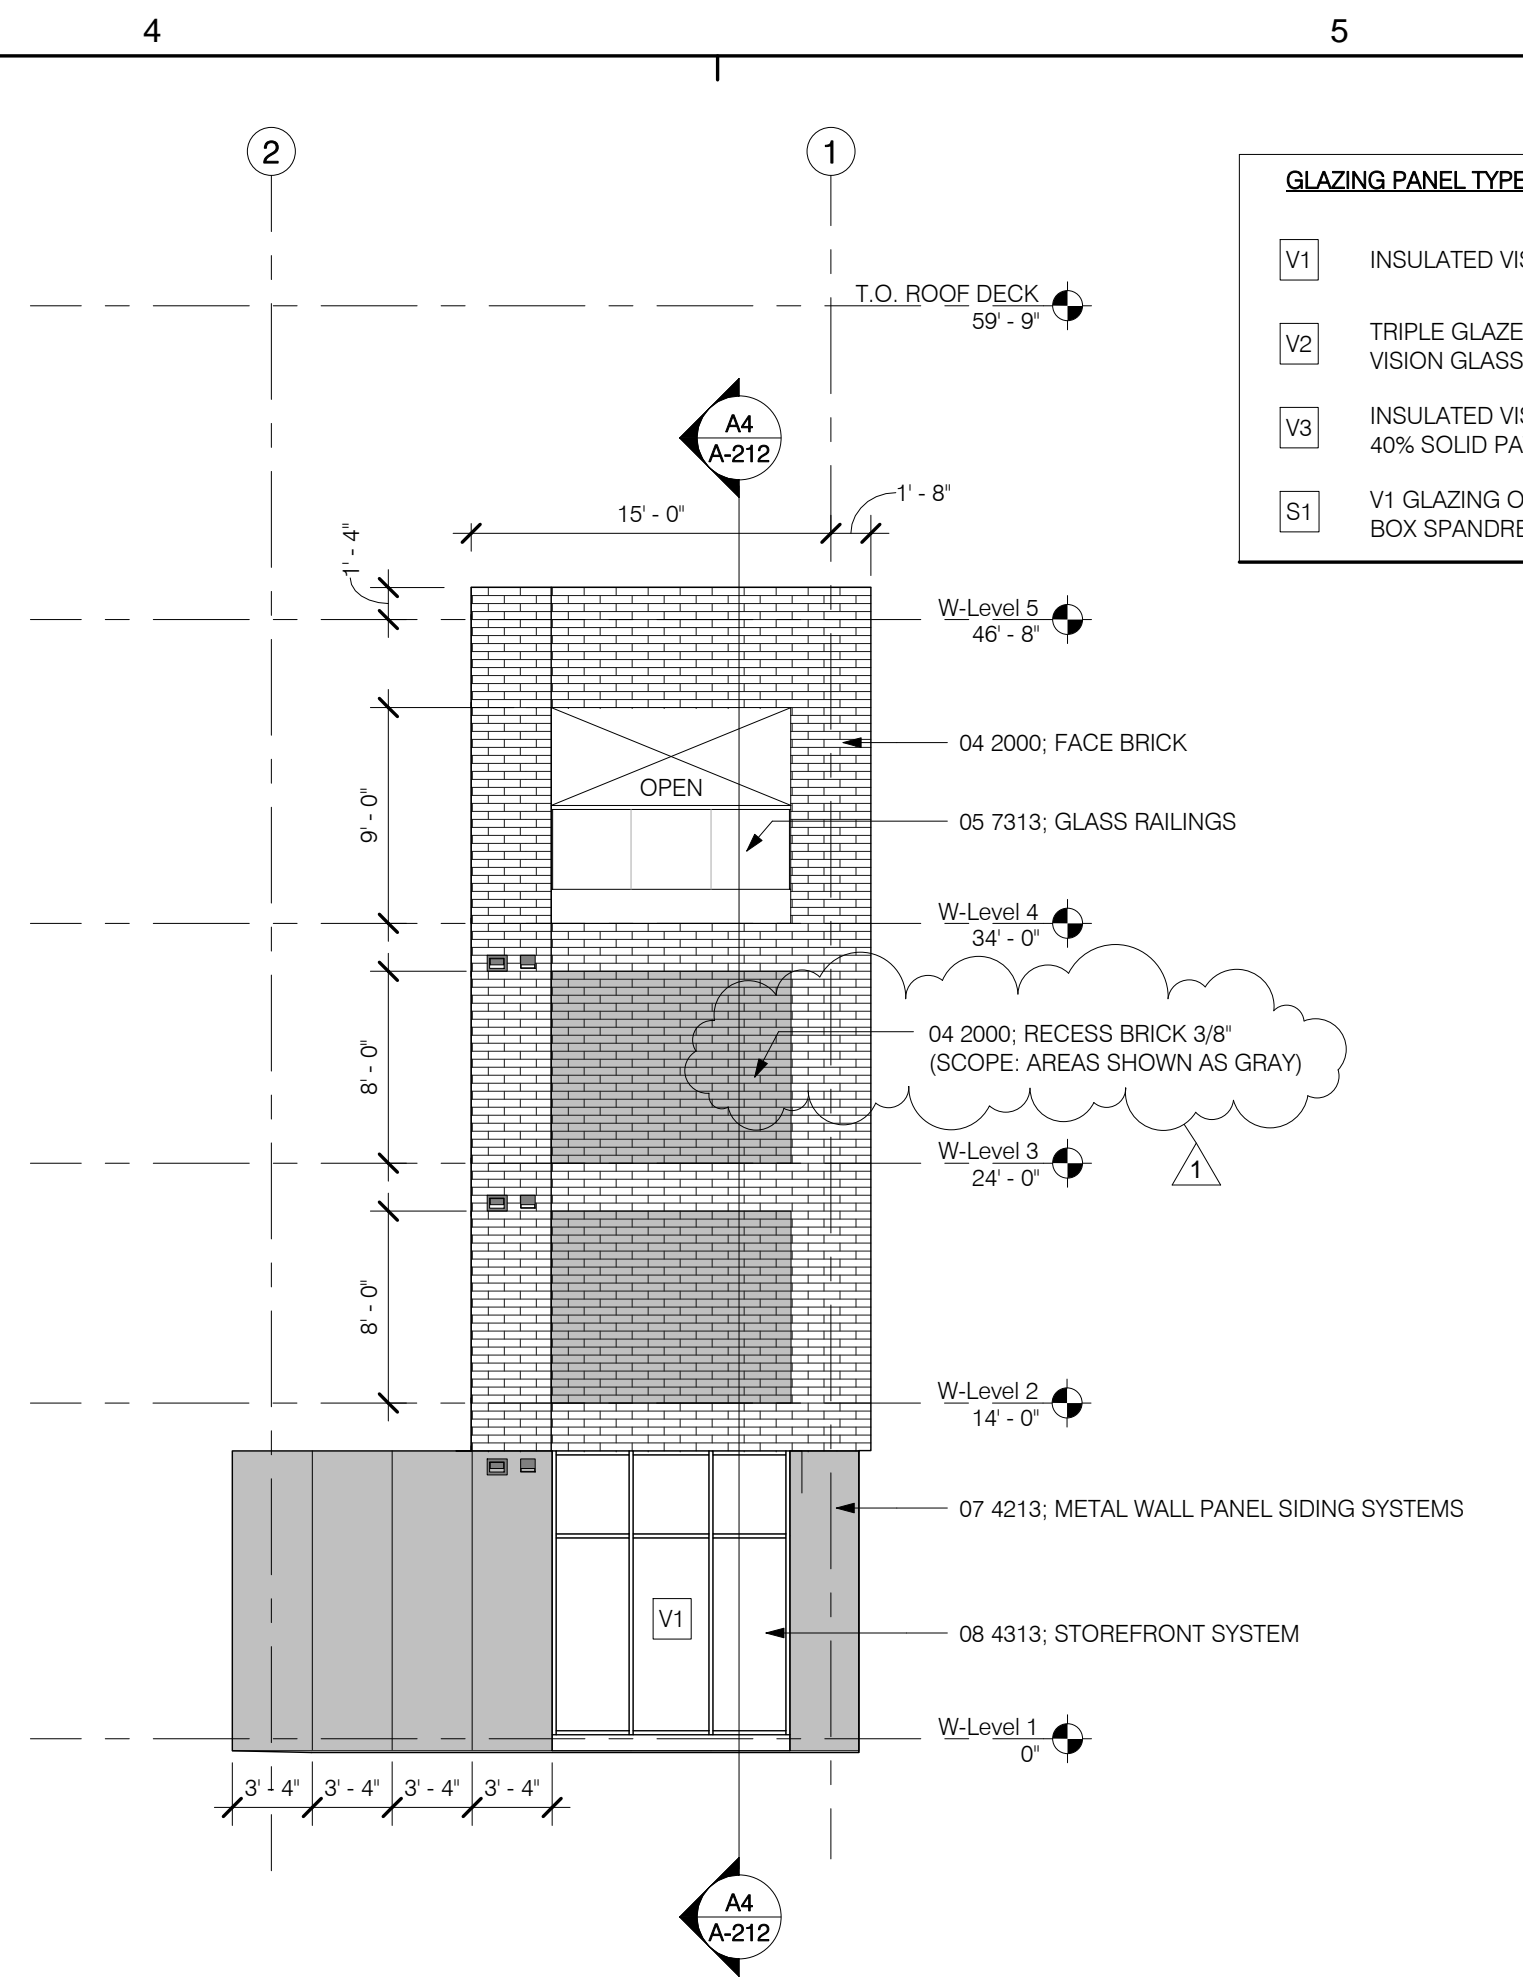 4
5
2
1
GLAZING PANEL TYPE
V1
INSULATED VIS
V2
TRIPLE GLAZE
VISION GLASS
V3
INSULATED VIS
40% SOLID PA
S1
V1 GLAZING O
BOX SPANDRE
T.O. ROOF DECK
59' - 9"
A4
A-212
15' - 0"
1' - 8"
1' - 4"
W-Level 5
46' - 8"
04 2000; FACE BRICK
OPEN
05 7313; GLASS RAILINGS
9' - 0"
W-Level 4
34' - 0"
04 2000; RECESS BRICK 3/8"
(SCOPE: AREAS SHOWN AS GRAY)
8' - 0"
W-Level 3
24' - 0"
1
8' - 0"
W-Level 2
14' - 0"
07 4213; METAL WALL PANEL SIDING SYSTEMS
V1
08 4313; STOREFRONT SYSTEM
W-Level 1
0"
3' - 4" 3' - 4" 3' - 4" 3' - 4"
A4
A-212